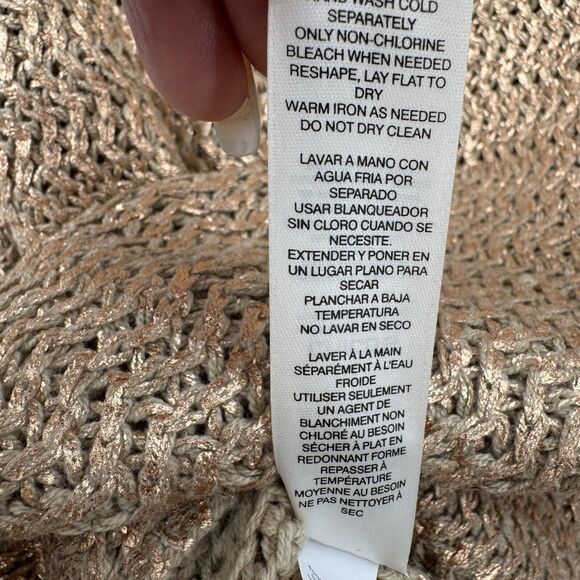 HAND WASH COLD
SEPARATELY
ONLY NON-CHLORINE
BLEACH WHEN NEEDED
RESHAPE, LAY FLAT TO
DRY
WARM IRON AS NEEDED
DO NOT DRY CLEAN
LAVAR A MANO CON
AGUA FRIA POR
SEPARADO
USAR BLANQUEADOR
SIN CLORO CUANDO SE
NECESITE.
EXTENDER Y PONER EN
UN LUGAR PLANO PARA
SECAR
PLANCHAR A BAJA
TEMPERATURA
NO LAVAR EN SECO
LAVER À LA MAIN
SÉPARÉMENT À L'EAU
FROIDE
UTILISER SEULEMENT
UN AGENT DE
BLANCHIMENT NON
CHLORÉ AU BESOIN
SÉCHER À PLAT EN
REDONNANT FORME
REPASSER À
TEMPÉRATURE
MOYENNE AU BESOIN
NE PAS NETTOYER À
SEC